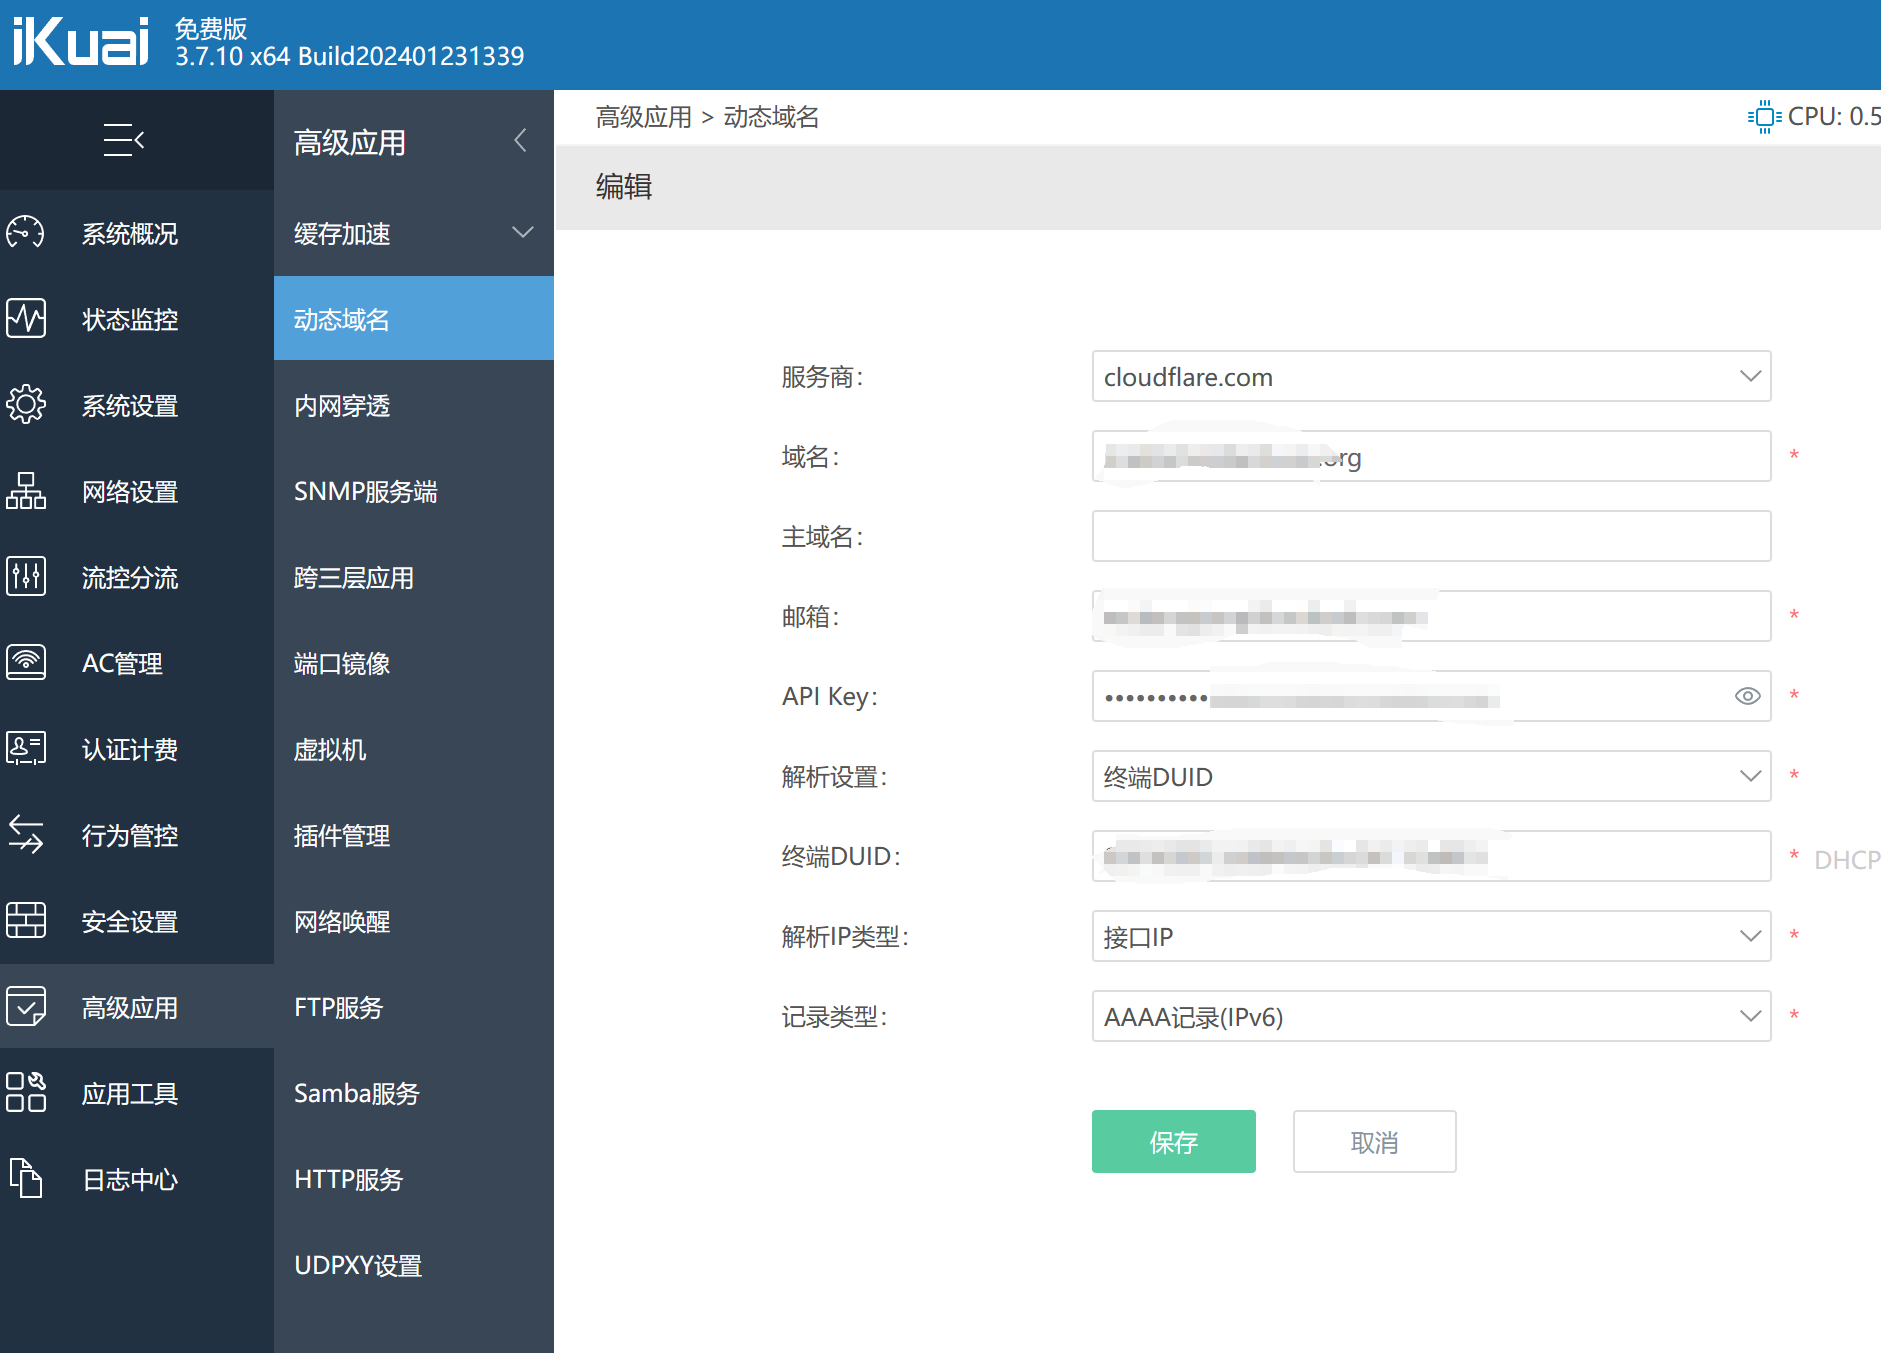 iKuai
免费版
3.7.10 x64 Build202401231339
系统概况
状态监控
系统设置
网络设置
流控分流
AC管理
认证计费
行为管控
安全设置
高级应用
应用工具
日志中心
高级应用
缓存加速
动态域名
内网穿透
SNMP服务端
跨三层应用
端口镜像
虚拟机
插件管理
网络唤醒
FTP服务
Samba服务
HTTP服务
UDPXY设置
高级应用 > 动态域名
CPU: 0.5
编辑
服务商: cloudflare.com
域名: .org *
主域名:
邮箱: *
API Key: •••••••••• *
解析设置: 终端DUID *
终端DUID: * DHCP
解析IP类型: 接口IP *
记录类型: AAAA记录(IPv6) *
保存 取消